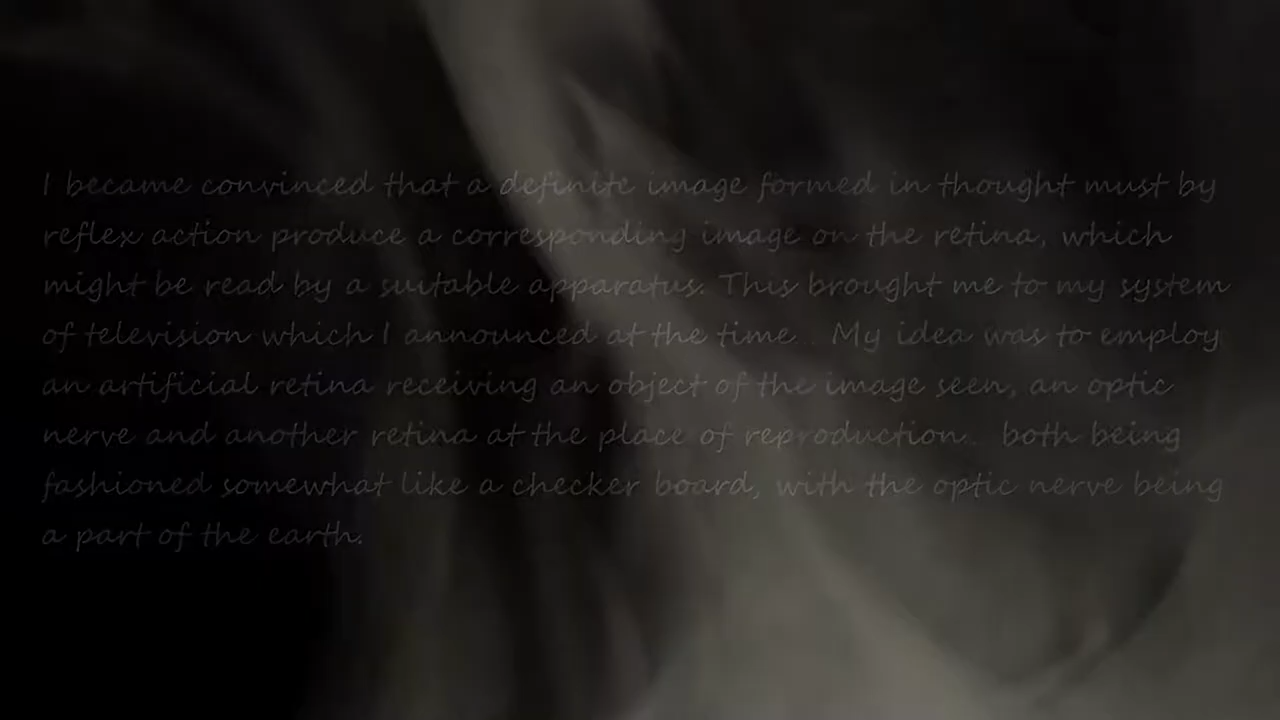 I became convinced that a definite image formed in thought must by
reflex action produce a corresponding image on the retina, which
might be read by a suitable apparatus. This brought me to my system
of television which I announced at the time... My idea was to employ
an artificial retina receiving an object of the image seen, an optic
nerve and another retina at the place of reproduction... both being
fashioned somewhat like a checker board, with the optic nerve being
a part of the earth.